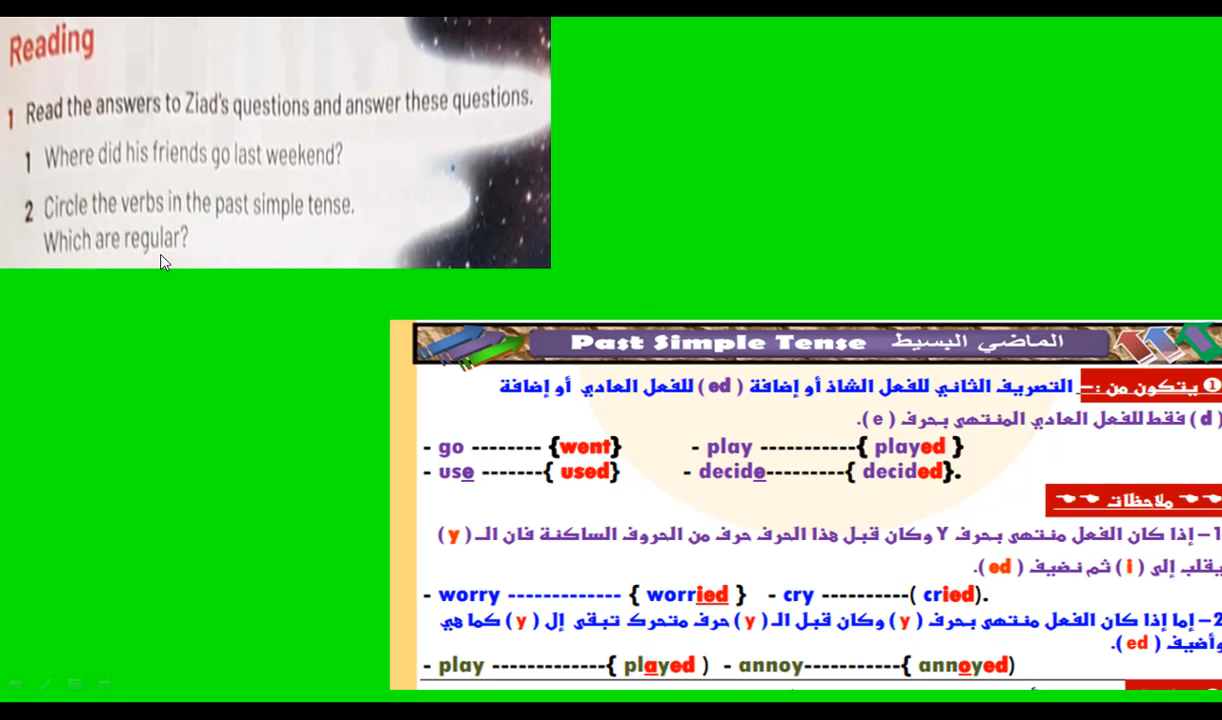 Reading
1 Read the answers to Ziad's questions and answer these questions.
1 Where did his friends go last weekend?
2 Circle the verbs in the past simple tense.
Which are regular?
Past Simple Tense الماضي البسيط
❶ يتكون من :– التصريف الثاني للفعل الشاذ أو إضافة ( ed ) للفعل العادي أو إضافة
( d ) فقط للفعل العادي المنتهى بحرف ( e ).
- go -------- {went} - play -----------{ played }
- use -------{ used} - decide---------{ decided}.
ملاحظات
1– إذا كان الفعل منتهى بحرف Y وكان قبل هذا الحرف حرف من الحروف الساكنة فان الـ ( y )
يقلب إلى ( i ) ثم نضيف ( ed ).
- worry ------------- { worried } - cry ----------( cried).
2– إما إذا كان الفعل منتهى بحرف ( y ) وكان قبل الـ ( y ) حرف متحرك تبقى إل ( y ) كما هي
وأضيف ( ed ).
- play -------------{ played ) - annoy-----------{ annoyed)